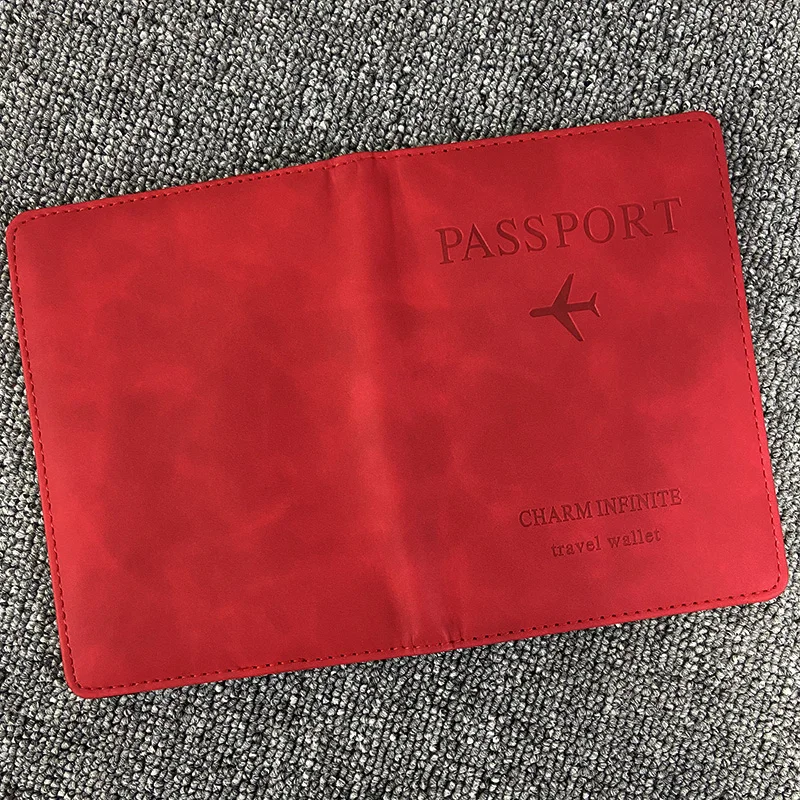 PASSPORT
CHARM INFINITE
travel wallet